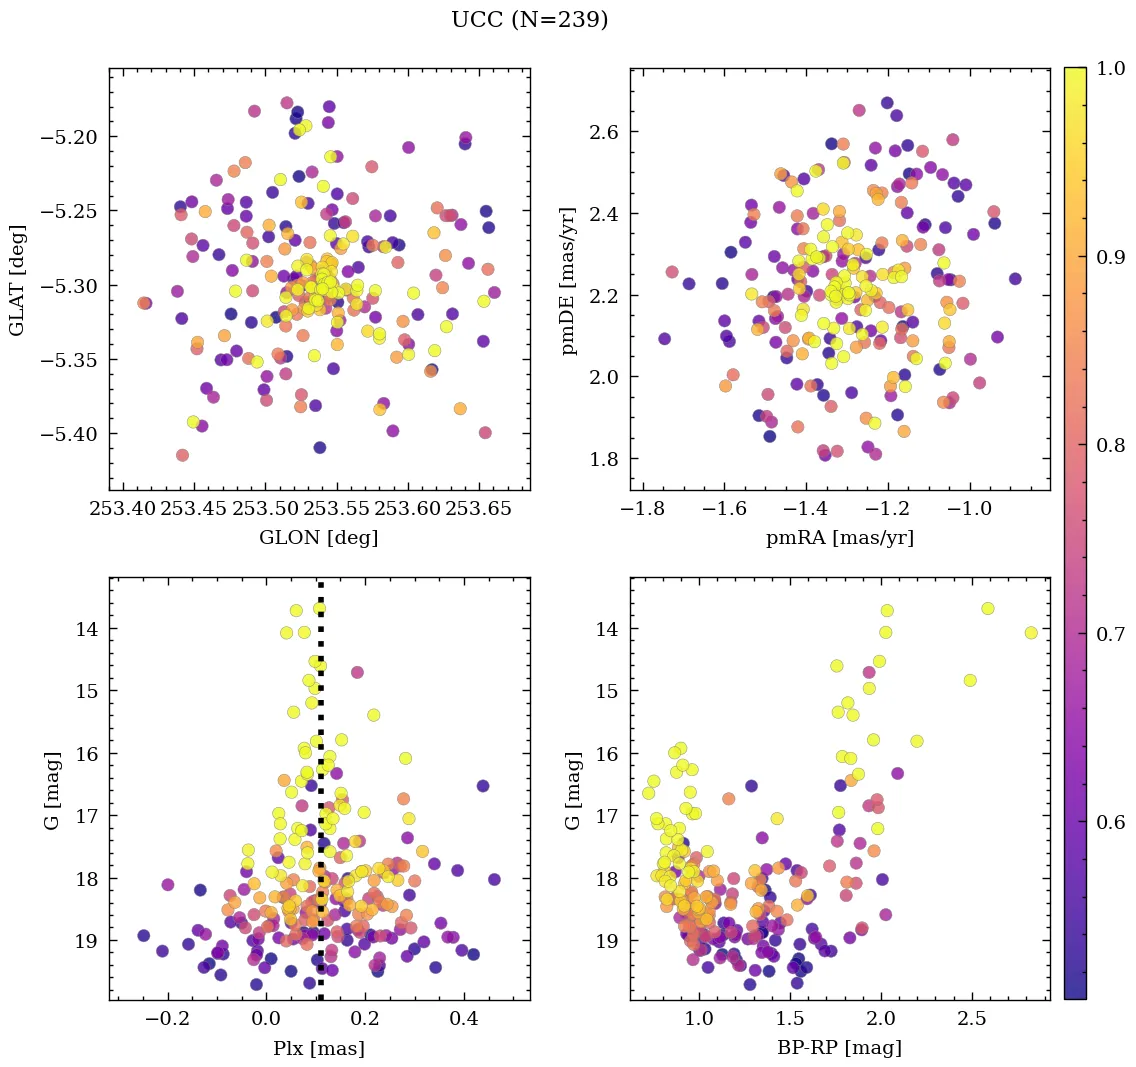 UCC (N=239)
−5.20
−5.25
−5.30
−5.35
−5.40
GLAT [deg]
253.40 253.45 253.50 253.55 253.60 253.65
GLON [deg]
2.6
2.4
2.2
2.0
1.8
pmDE [mas/yr]
−1.8 −1.6 −1.4 −1.2 −1.0
pmRA [mas/yr]
14
15
16
17
18
19
G [mag]
−0.2 0.0 0.2 0.4
Plx [mas]
14
15
16
17
18
19
G [mag]
1.0 1.5 2.0 2.5
BP-RP [mag]
1.0
0.9
0.8
0.7
0.6